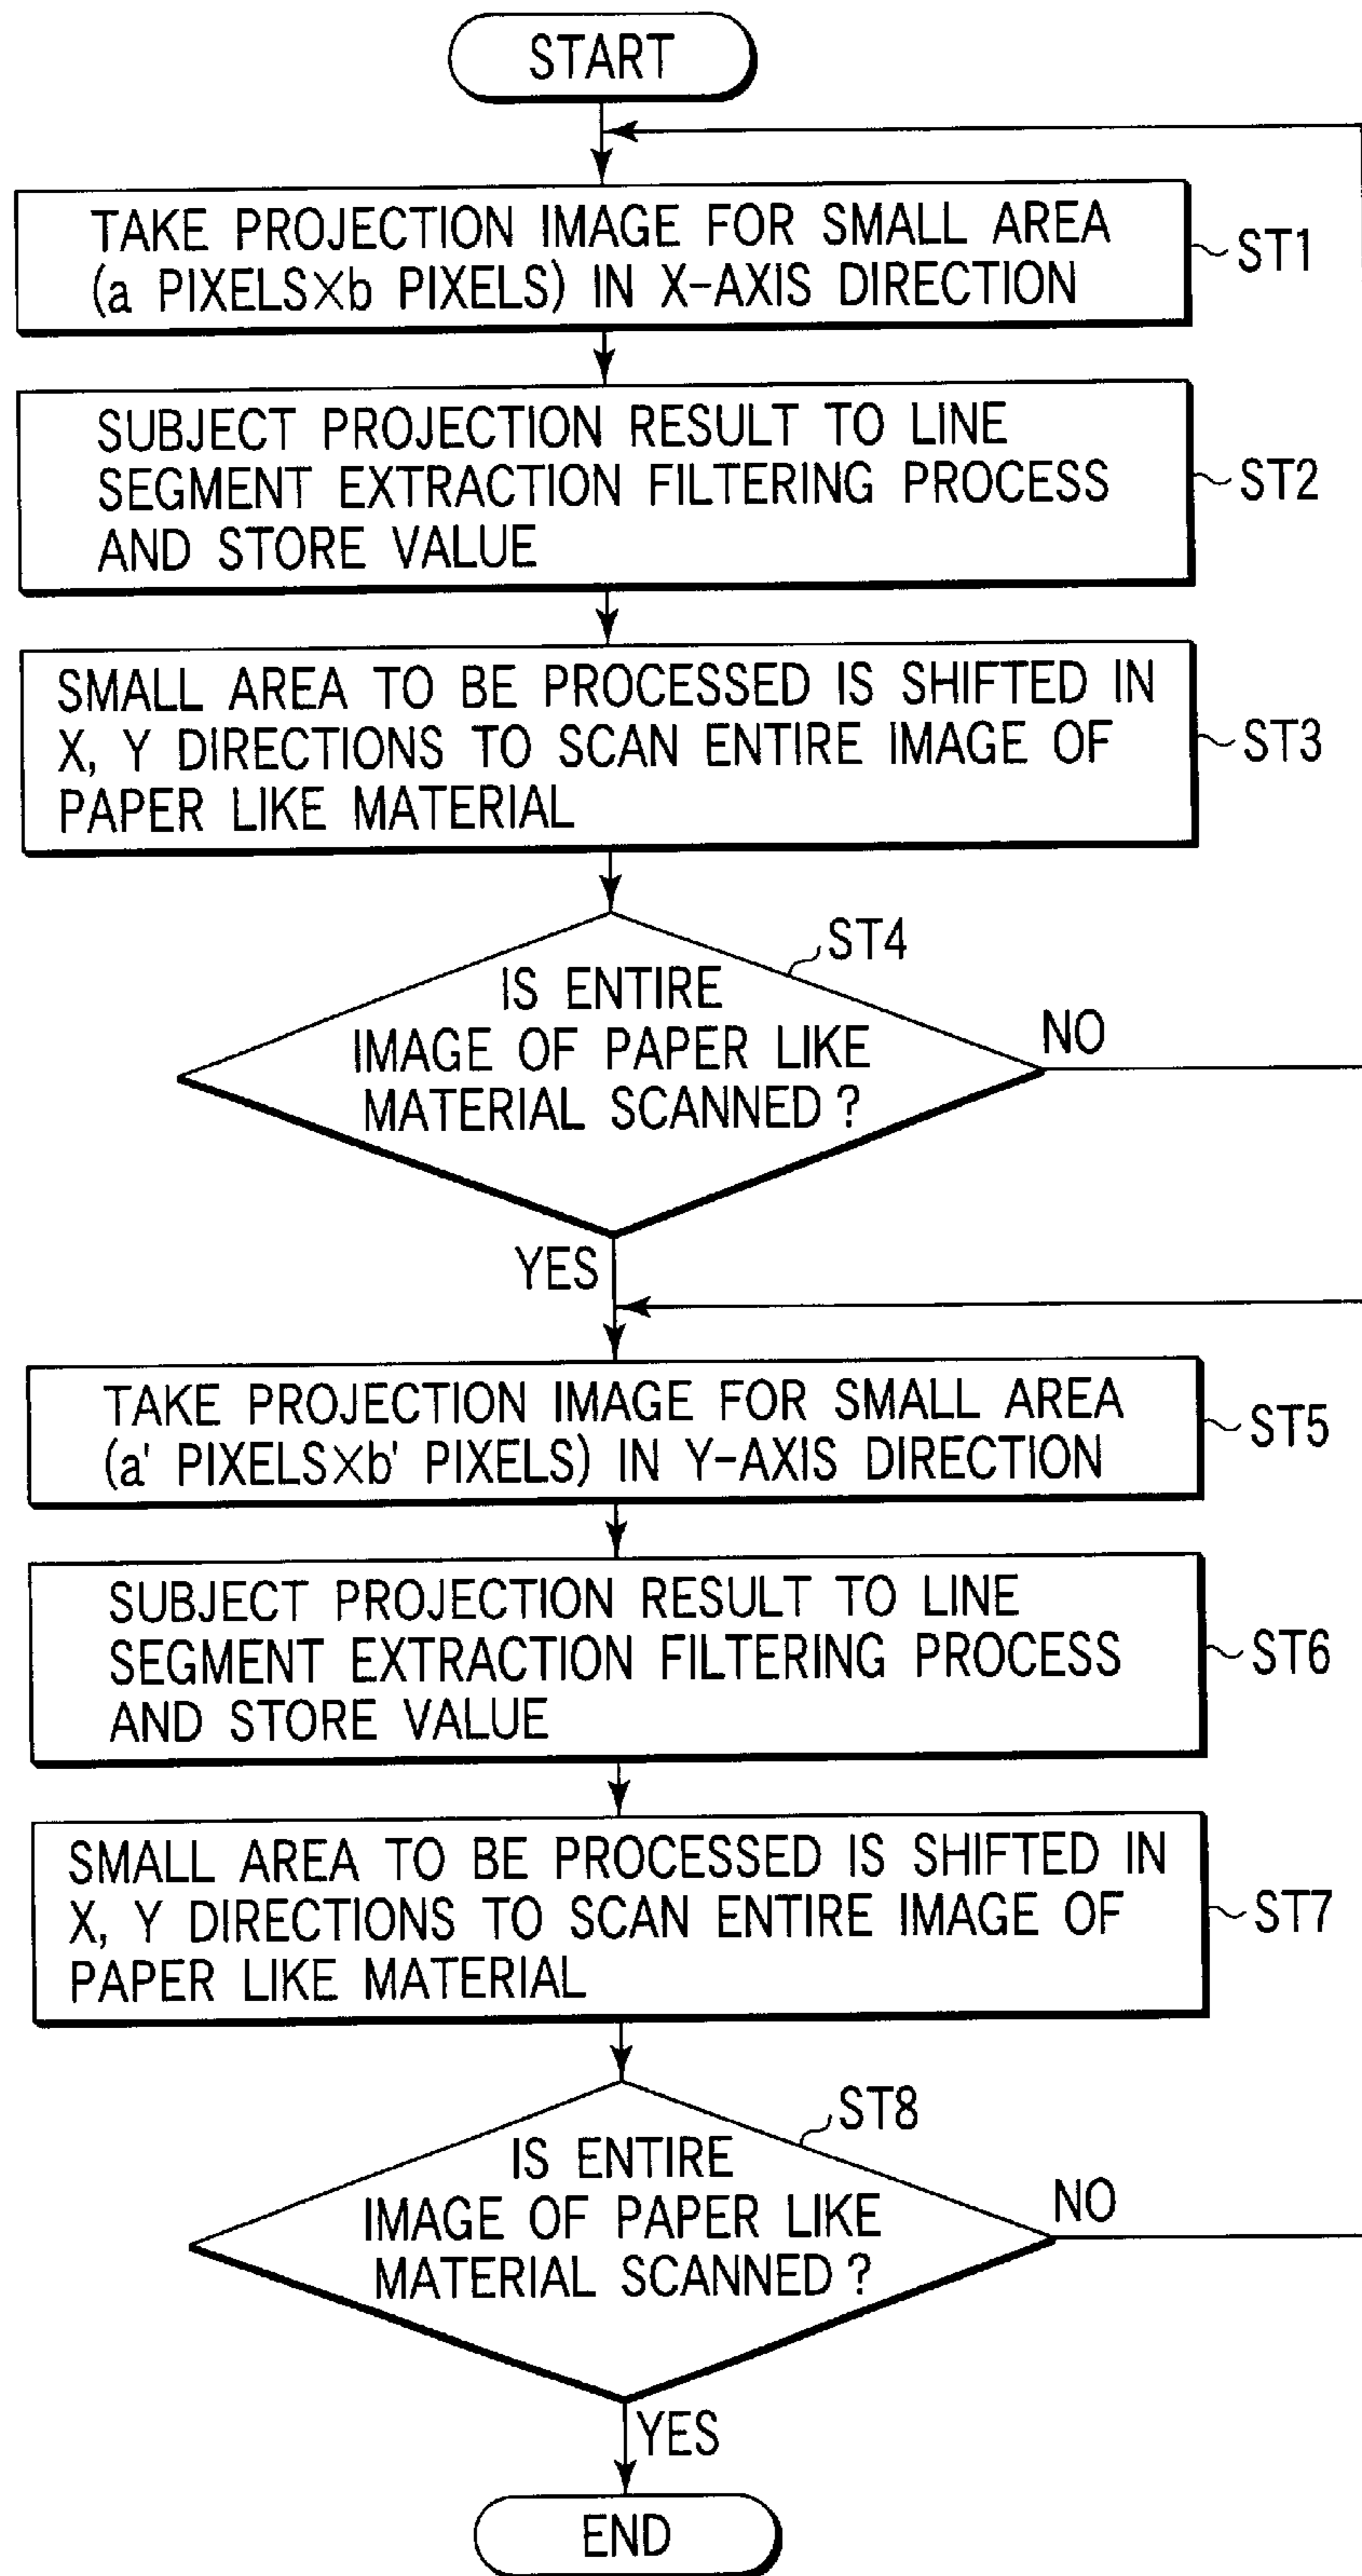 START
TAKE PROJECTION IMAGE FOR SMALL AREA
(a PIXELS×b PIXELS) IN X-AXIS DIRECTION
ST1
SUBJECT PROJECTION RESULT TO LINE
SEGMENT EXTRACTION FILTERING PROCESS
AND STORE VALUE
ST2
SMALL AREA TO BE PROCESSED IS SHIFTED IN
X, Y DIRECTIONS TO SCAN ENTIRE IMAGE OF
PAPER LIKE MATERIAL
ST3
ST4
IS ENTIRE
IMAGE OF PAPER LIKE
MATERIAL SCANNED ?
NO
YES
TAKE PROJECTION IMAGE FOR SMALL AREA
(a' PIXELS×b' PIXELS) IN Y-AXIS DIRECTION
ST5
SUBJECT PROJECTION RESULT TO LINE
SEGMENT EXTRACTION FILTERING PROCESS
AND STORE VALUE
ST6
SMALL AREA TO BE PROCESSED IS SHIFTED IN
X, Y DIRECTIONS TO SCAN ENTIRE IMAGE OF
PAPER LIKE MATERIAL
ST7
ST8
IS ENTIRE
IMAGE OF PAPER LIKE
MATERIAL SCANNED ?
NO
YES
END